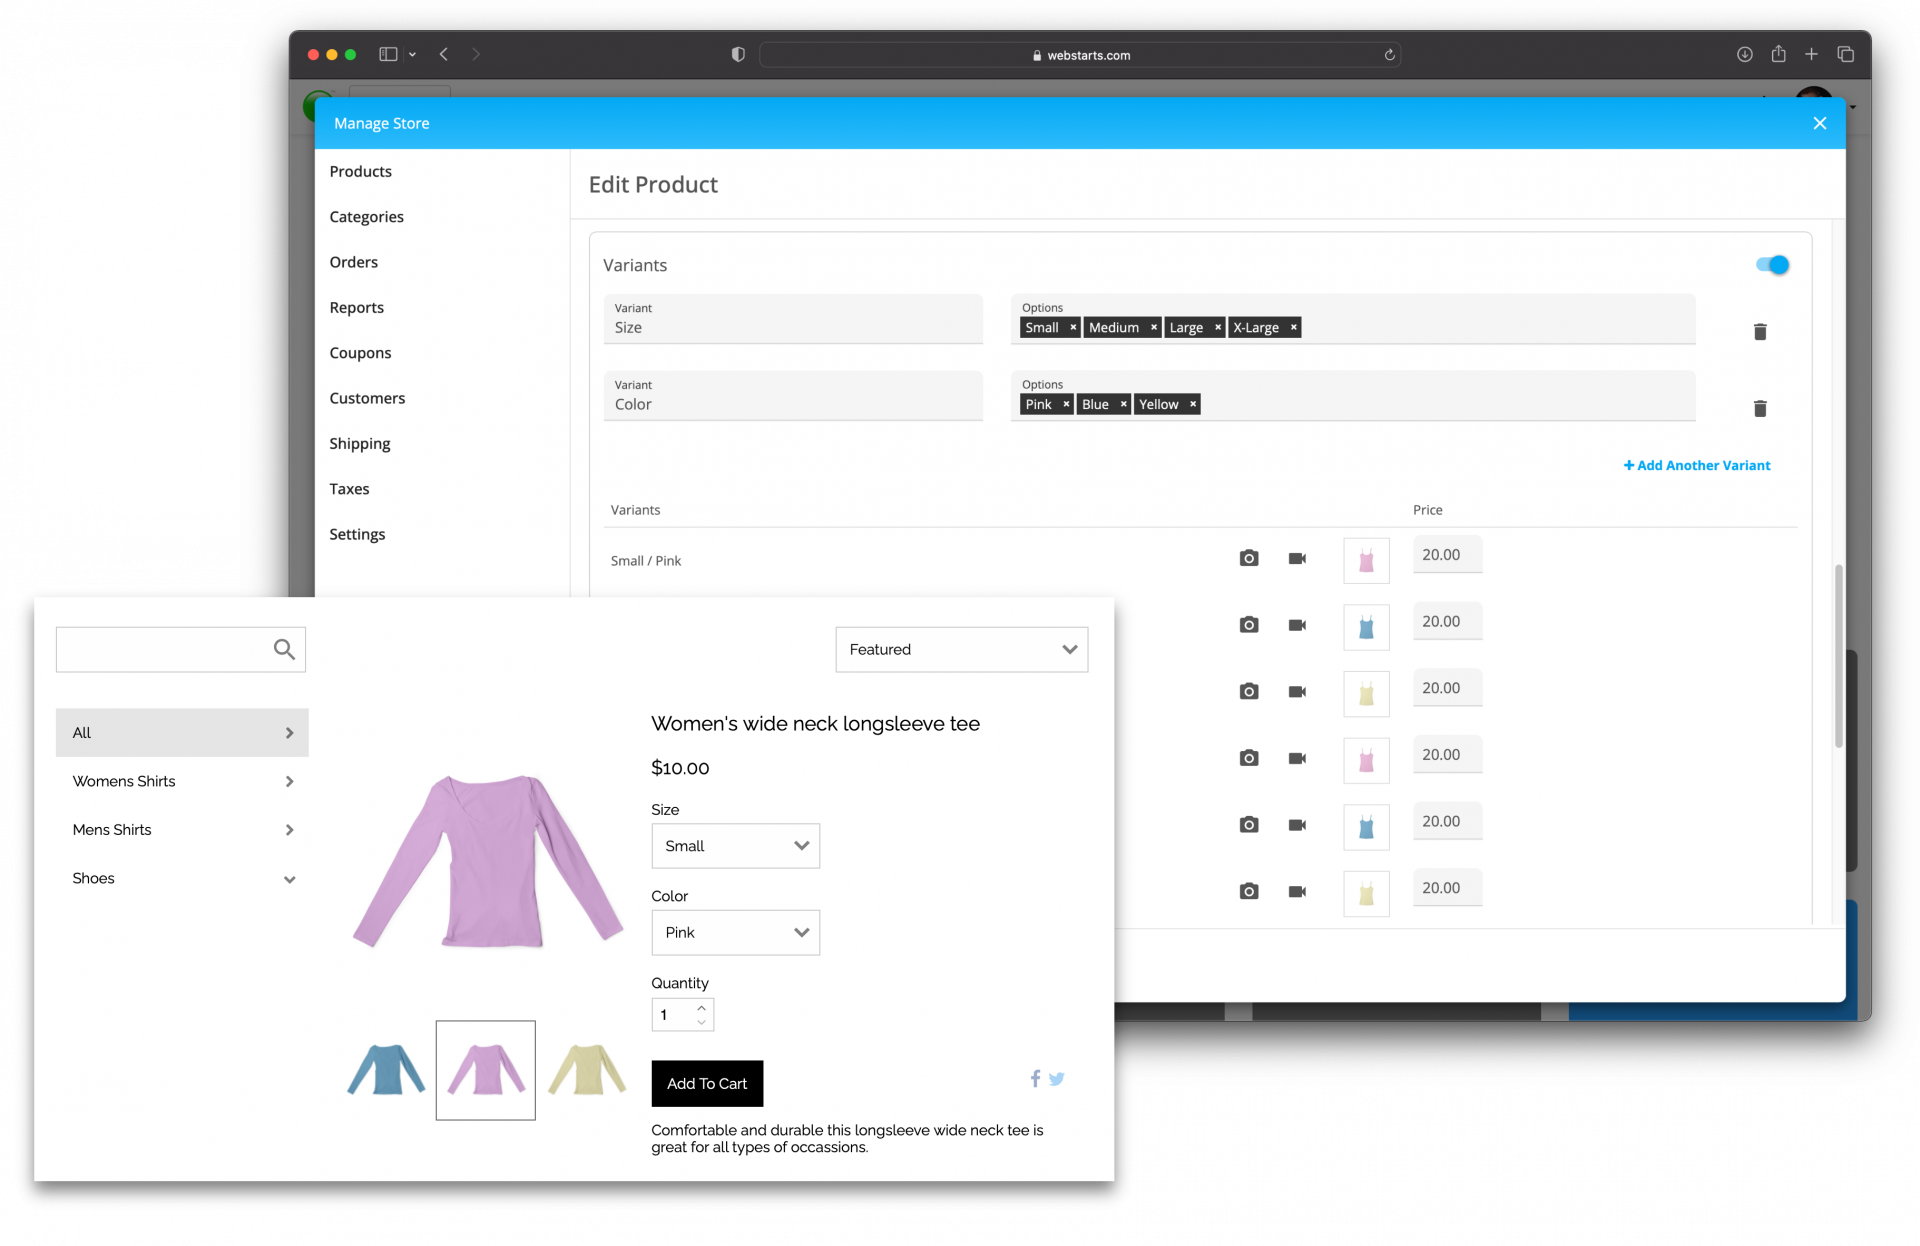 webstarts.com
Manage Store
Products
Categories
Orders
Reports
Coupons
Customers
Shipping
Taxes
Settings
Edit Product
Variants
Variant
Size
Options
Small × Medium × Large × X-Large ×
Variant
Color
Options
Pink × Blue × Yellow ×
+ Add Another Variant
Variants Price
Small / Pink 20.00
20.00
20.00
20.00
20.00
20.00
Featured
All
Womens Shirts
Mens Shirts
Shoes
Women's wide neck longsleeve tee
$10.00
Size
Small
Color
Pink
Quantity
1
Add To Cart
Comfortable and durable this longsleeve wide neck tee is
great for all types of occassions.